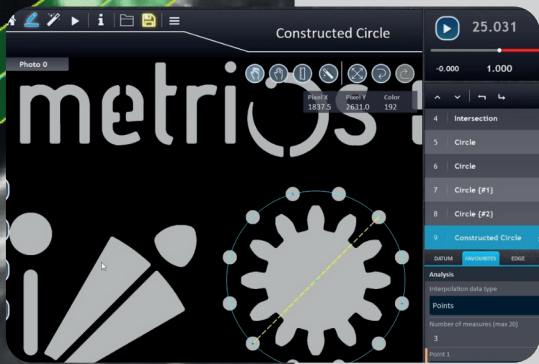 Constructed Circle
25.031
Photo 0
-0.000 1.000
Pixel X Pixel Y Color
1837.5 2631.0 192
metrios
4 Intersection
5 Circle
6 Circle
7 Circle {#1}
8 Circle {#2}
9 Constructed Circle
DATUM FAVOURITES EDGE
Analysis
Interpolation data type
Points
Number of measures (max 20)
3
Point 1